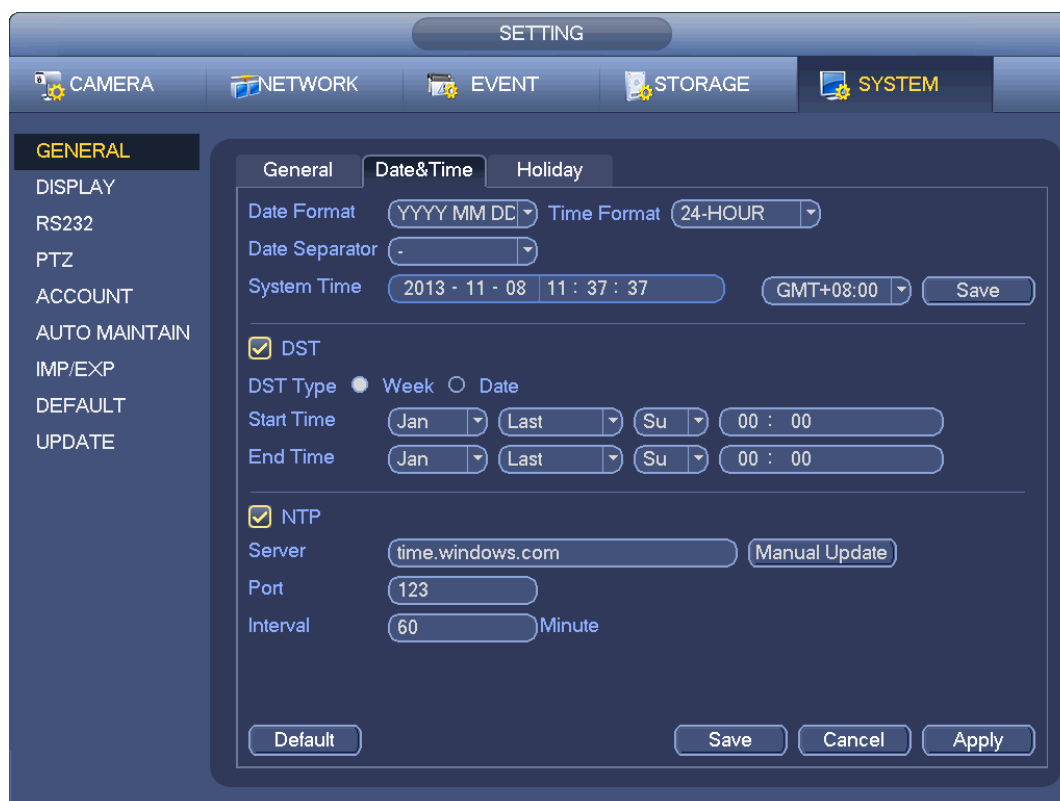 SETTING
CAMERA NETWORK EVENT STORAGE SYSTEM
GENERAL
DISPLAY
RS232
PTZ
ACCOUNT
AUTO MAINTAIN
IMP/EXP
DEFAULT
UPDATE
General Date&Time Holiday
Date Format YYYY MM DD Time Format 24-HOUR
Date Separator -
System Time 2013 - 11 - 08 11 : 37 : 37 GMT+08:00 Save
DST
DST Type Week Date
Start Time Jan Last Su 00 : 00
End Time Jan Last Su 00 : 00
NTP
Server time.windows.com Manual Update
Port 123
Interval 60 Minute
Default Save Cancel Apply